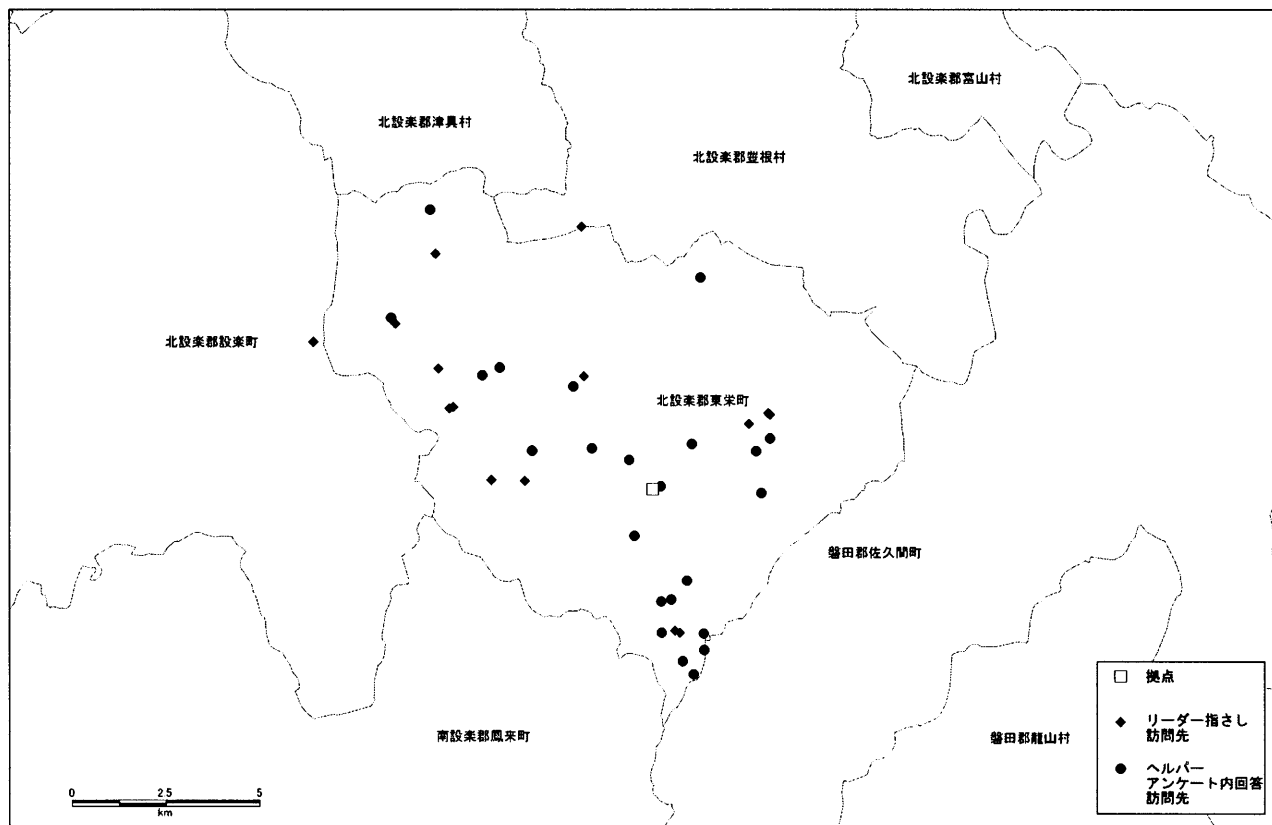 北設楽郡富山村
北設楽郡津具村
北設楽郡豊根村
北設楽郡設楽町
北設楽郡東栄町
磐田郡佐久間町
南設楽郡鳳来町
磐田郡龍山村
拠点
リーダー指さし
訪問先
ヘルパー
アンケート内回答
訪問先
0 2.5 5
km